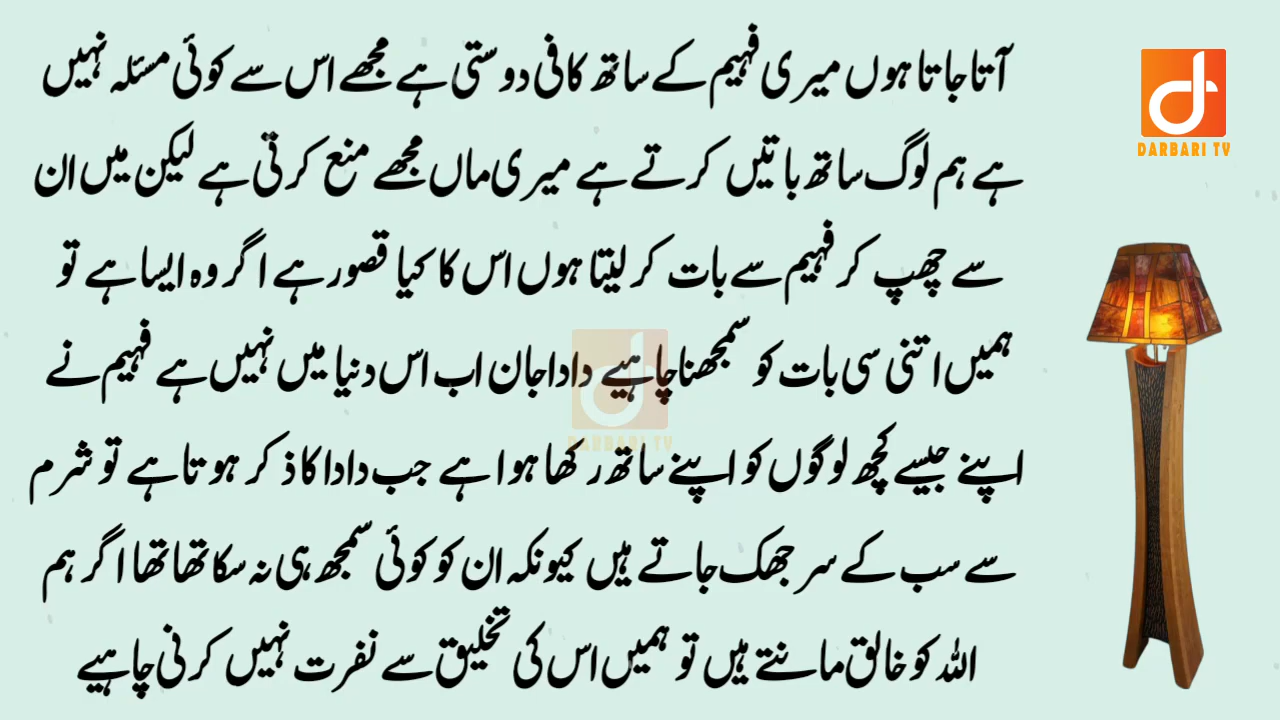 آتا جاتا ہوں میری فہیم کے ساتھ کافی دوستی ہے مجھے اس سے کوئی مسئلہ نہیں
ہے ہم لوگ ساتھ باتیں کرتے ہے میری ماں مجھے منع کرتی ہے لیکن میں ان
سے چھپ کر فہیم سے بات کر لیتا ہوں اس کا کیا قصور ہے اگر وہ ایسا ہے تو
ہمیں اتنی سی بات کو سمجھنا چاہیے دادا جان اب اس دنیا میں نہیں ہے فہیم نے
اپنے جیسے کچھ لوگوں کو اپنے ساتھ رکھا ہوا ہے جب دادا کا ذکر ہوتا ہے تو شرم
سے سب کے سر جھک جاتے ہیں کیونکہ ان کو کوئی سمجھ ہی نہ سکا تھا تھا اگر ہم
اللہ کو خالق مانتے ہیں تو ہمیں اس کی تخلیق سے نفرت نہیں کرنی چاہیے
DARBARI TV
DARBARI TV